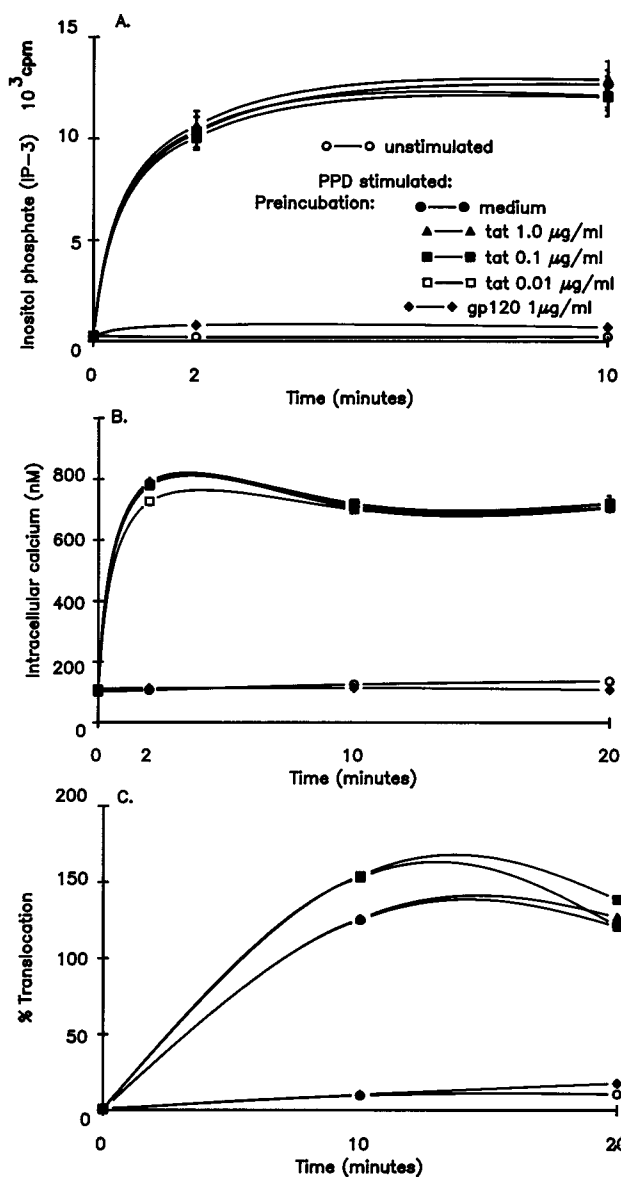 A.
Inositol phosphate (IP-3) 10³cpm
15
10
5
0
unstimulated
PPD stimulated:
Preincubation:
medium
tat 1.0 μg/ml
tat 0.1 μg/ml
tat 0.01 μg/ml
gp120 1μg/ml
0 2 10
Time (minutes)
B.
Intracellular calcium (nM)
800
600
400
200
0
0 2 10 20
Time (minutes)
C.
% Translocation
200
150
100
50
0
0 10 20
Time (minutes)